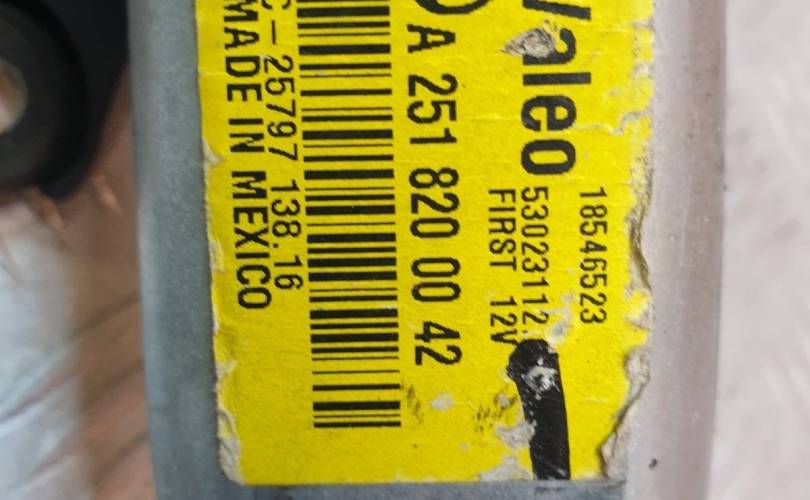 Valeo
18546523
53023112
FIRST 12V
A 251 820 00 42
C-25797 138.16
MADE IN MEXICO